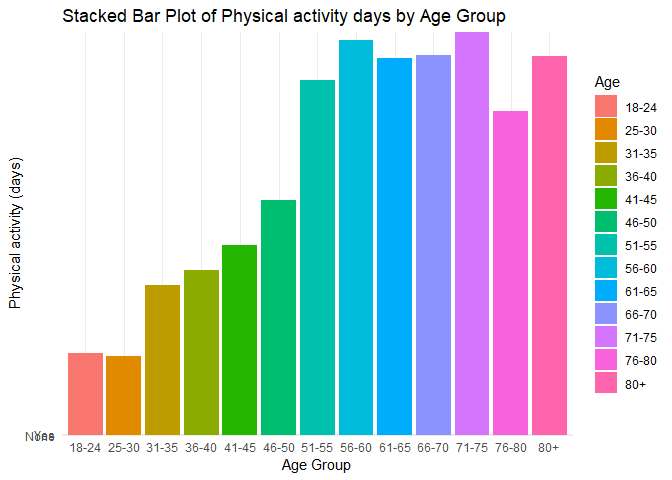 Stacked Bar Plot of Physical activity days by Age Group
Physical activity (days)
Yes
None
18-24 25-30 31-35 36-40 41-45 46-50 51-55 56-60 61-65 66-70 71-75 76-80 80+
Age Group
Age
18-24
25-30
31-35
36-40
41-45
46-50
51-55
56-60
61-65
66-70
71-75
76-80
80+